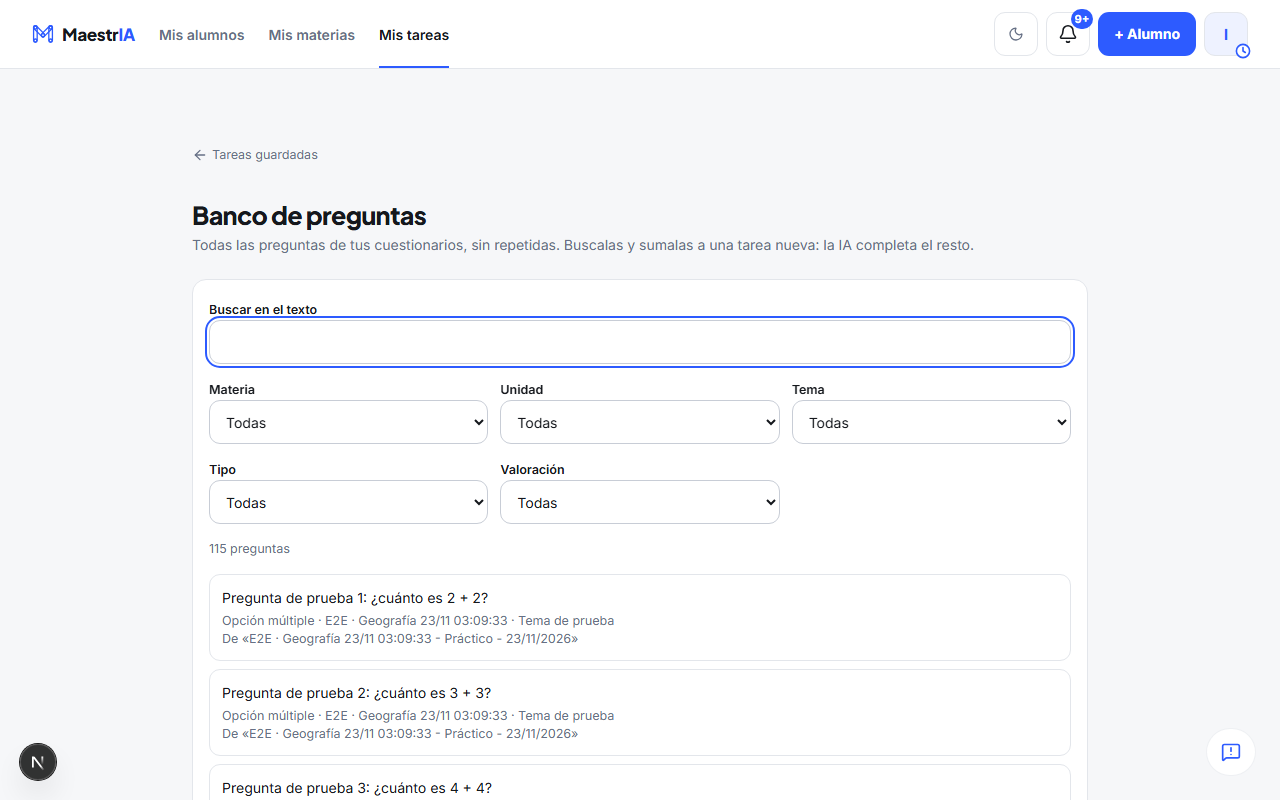 MaestrIA
Mis alumnos
Mis materias
Mis tareas
9+
+ Alumno
I
← Tareas guardadas
Banco de preguntas
Todas las preguntas de tus cuestionarios, sin repetidas. Buscalas y sumalas a una tarea nueva: la IA completa el resto.
Buscar en el texto
Materia
Unidad
Tema
Todas
Todas
Todas
Tipo
Valoración
Todas
Todas
115 preguntas
Pregunta de prueba 1: ¿cuánto es 2 + 2?
Opción múltiple · E2E · Geografía 23/11 03:09:33 · Tema de prueba
De «E2E · Geografía 23/11 03:09:33 - Práctico - 23/11/2026»
Pregunta de prueba 2: ¿cuánto es 3 + 3?
Opción múltiple · E2E · Geografía 23/11 03:09:33 · Tema de prueba
De «E2E · Geografía 23/11 03:09:33 - Práctico - 23/11/2026»
Pregunta de prueba 3: ¿cuánto es 4 + 4?
N